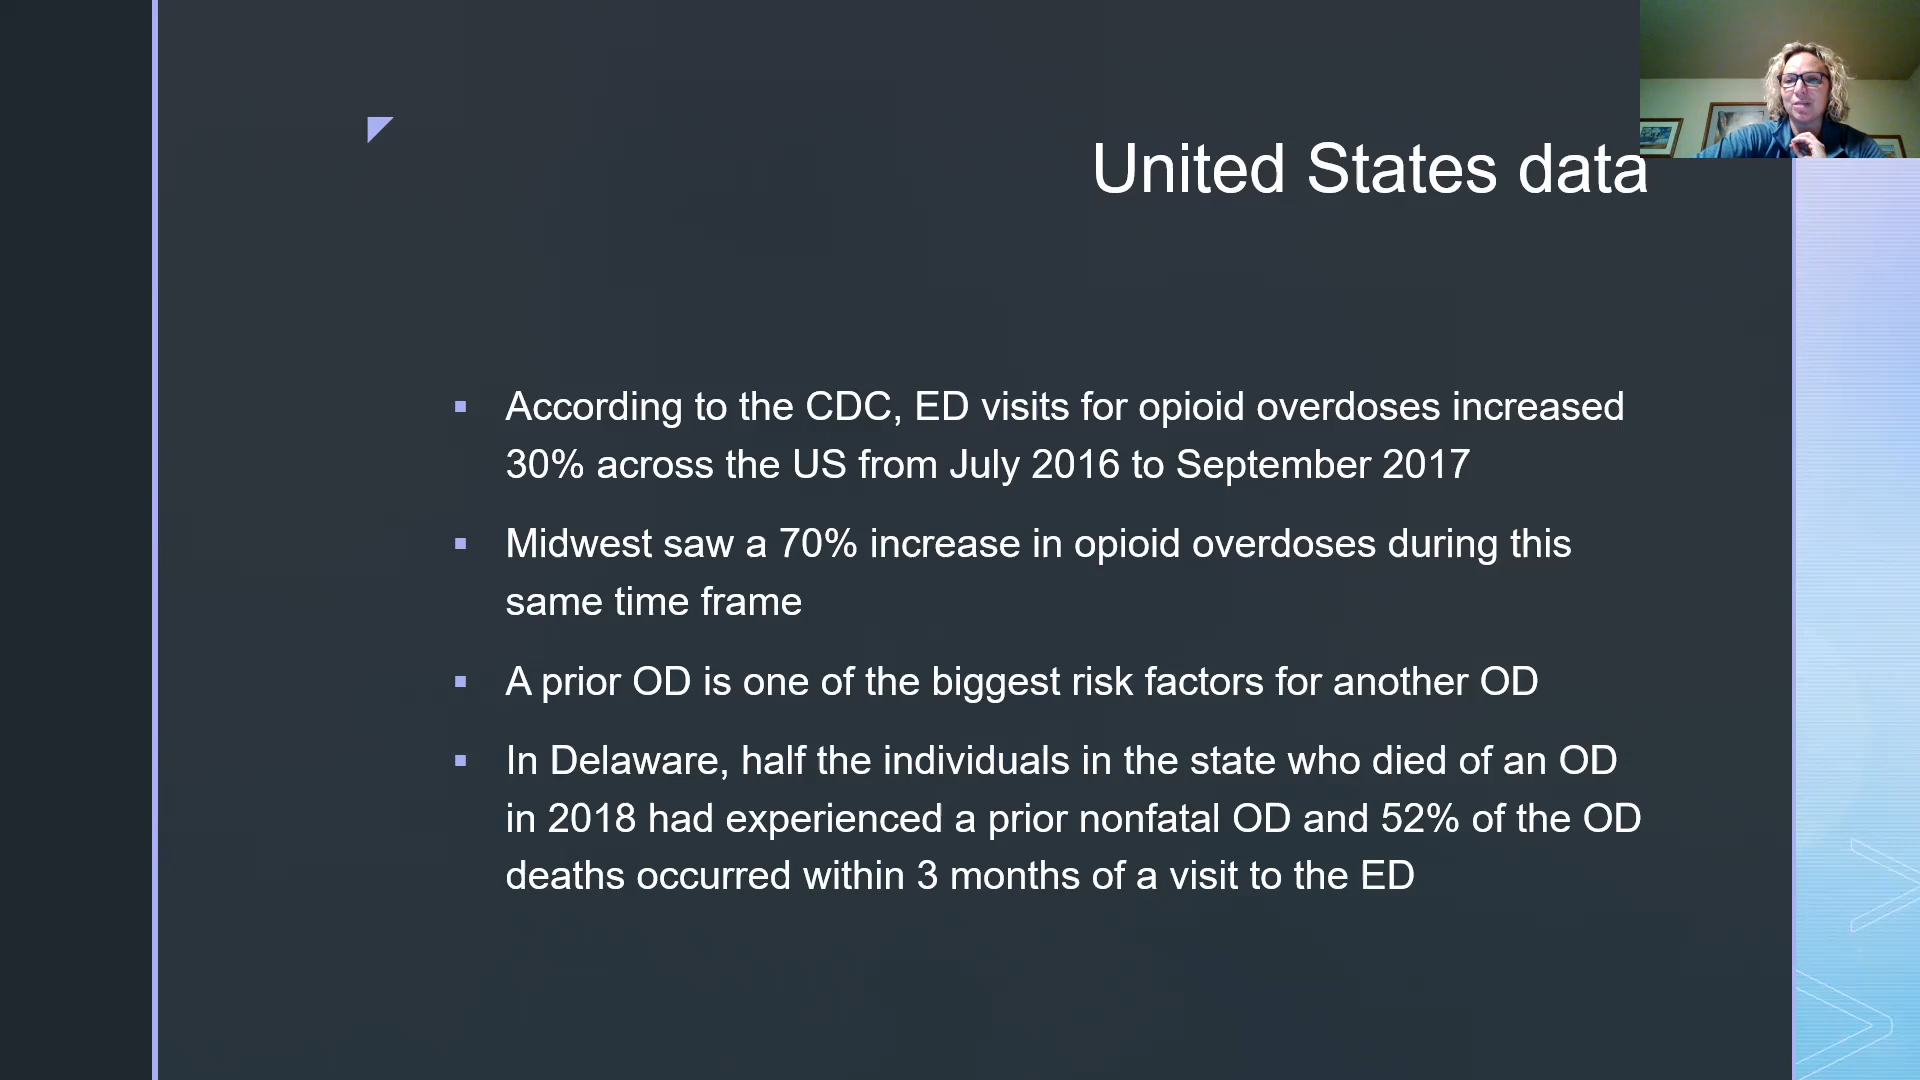 United States data
▪ According to the CDC, ED visits for opioid overdoses increased
30% across the US from July 2016 to September 2017
▪ Midwest saw a 70% increase in opioid overdoses during this
same time frame
▪ A prior OD is one of the biggest risk factors for another OD
▪ In Delaware, half the individuals in the state who died of an OD
in 2018 had experienced a prior nonfatal OD and 52% of the OD
deaths occurred within 3 months of a visit to the ED